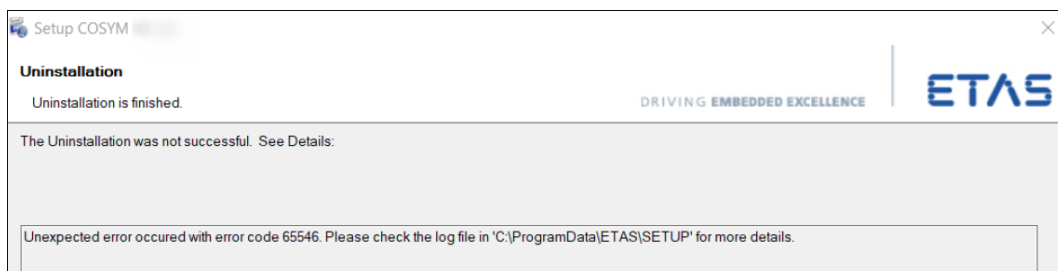 Setup COSYM
Uninstallation
Uninstallation is finished.
DRIVING EMBEDDED EXCELLENCE
ETAS
The Uninstallation was not successful. See Details:
Unexpected error occured with error code 65546. Please check the log file in 'C:\ProgramData\ETAS\SETUP' for more details.